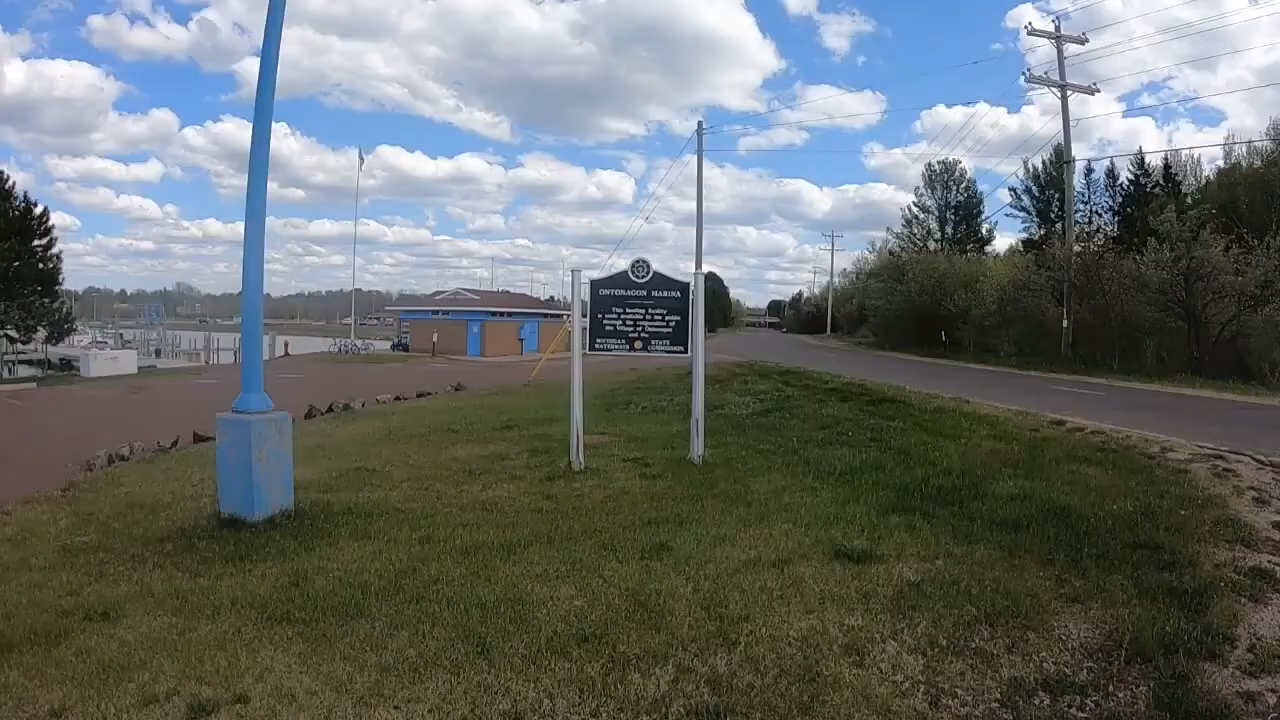 ONTONAGON MARINA
This boating facility
is made available to the public
through the cooperation of
the Village of Ontonagon
and the
MICHIGAN STATE
WATERWAYS COMMISSION